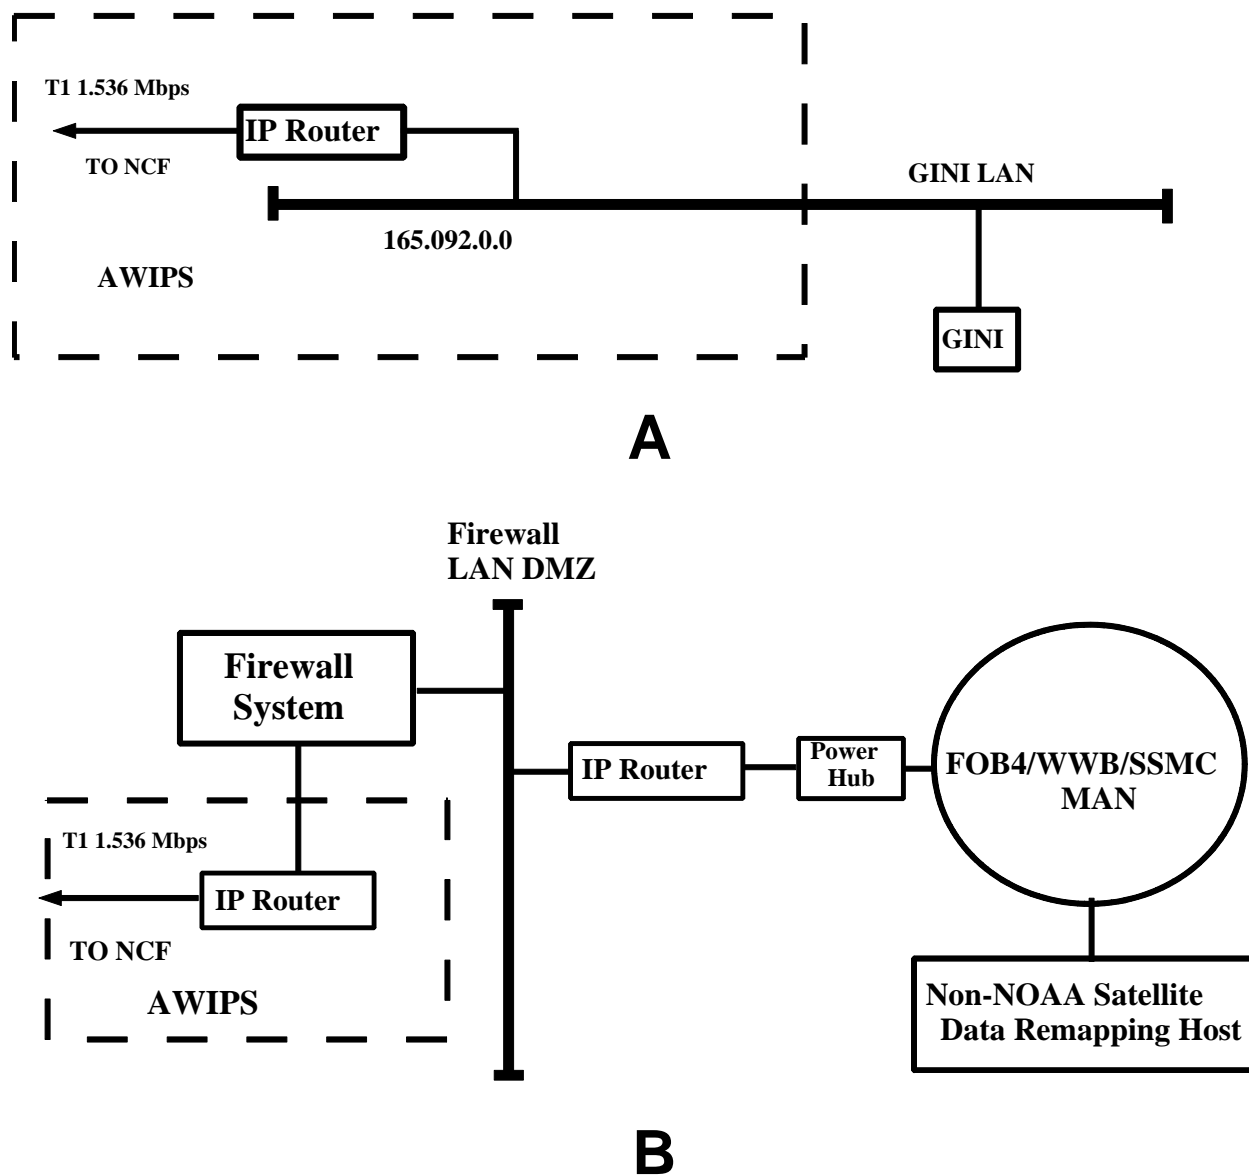 T1 1.536 Mbps
IP Router
TO NCF
GINI LAN
165.092.0.0
AWIPS
GINI
A
Firewall
LAN DMZ
Firewall
System
IP Router
Power
Hub
FOB4/WWB/SSMC
MAN
T1 1.536 Mbps
IP Router
TO NCF
AWIPS
Non-NOAA Satellite
Data Remapping Host
B